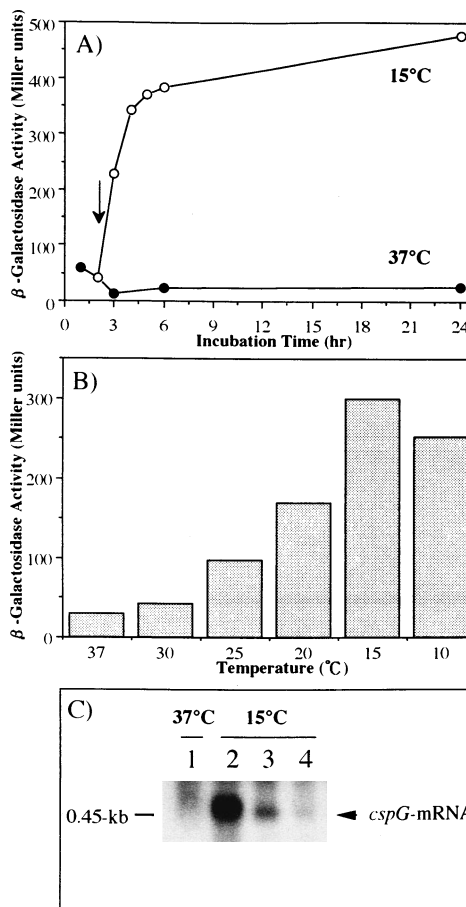 A)
β-Galactosidase Activity (Miller units)
500
400
300
200
100
0
15°C
37°C
0 3 6 9 12 15 18 21 24
Incubation Time (hr)
B)
β-Galactosidase Activity (Miller units)
300
200
100
0
37 30 25 20 15 10
Temperature (°C)
C)
37°C 15°C
1 2 3 4
0.45-kb cspG-mRNA